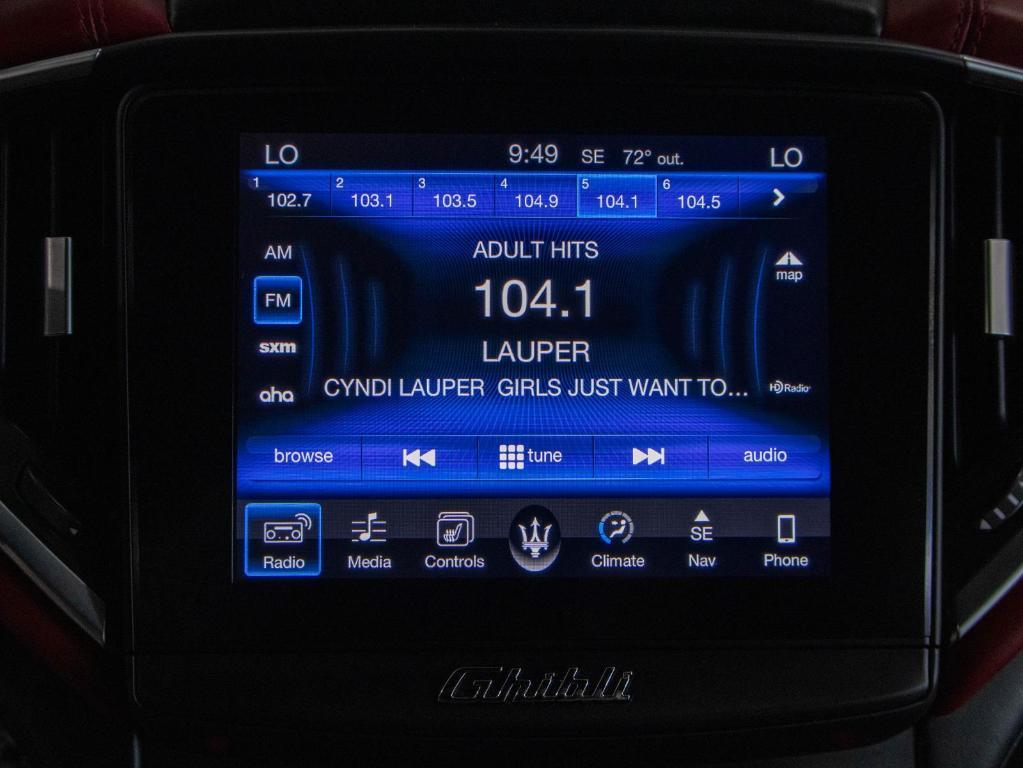 LO 9:49 SE 72° out. LO
1 2 3 4 5 6
102.7 103.1 103.5 104.9 104.1 104.5
AM ADULT HITS
map
FM 104.1
sxm LAUPER
aha CYNDI LAUPER GIRLS JUST WANT TO... HD Radio
browse tune audio
SE
Radio Media Controls Climate Nav Phone
Ghibli